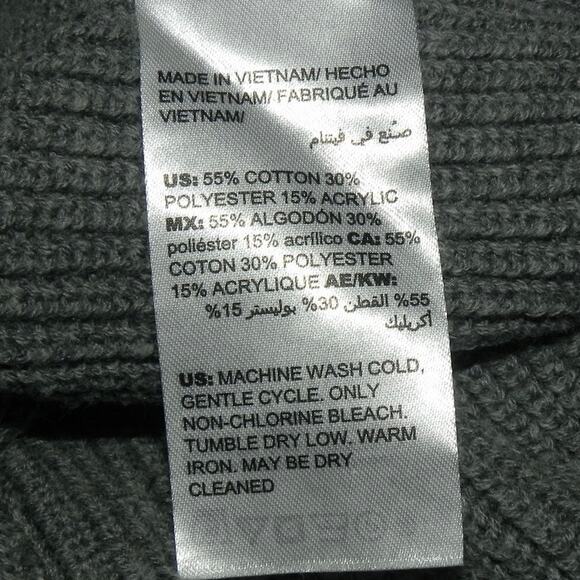 MADE IN VIETNAM/ HECHO
EN VIETNAM/ FABRIQUÉ AU
VIETNAM/
صنع في فيتنام
US: 55% COTTON 30%
POLYESTER 15% ACRYLIC
MX: 55% ALGODÓN 30%
poliéster 15% acrílico CA: 55%
COTON 30% POLYESTER
15% ACRYLIQUE AE/KW:
55% القطن 30% بوليستر 15%
أكريليك
US: MACHINE WASH COLD,
GENTLE CYCLE. ONLY
NON-CHLORINE BLEACH.
TUMBLE DRY LOW. WARM
IRON. MAY BE DRY
CLEANED